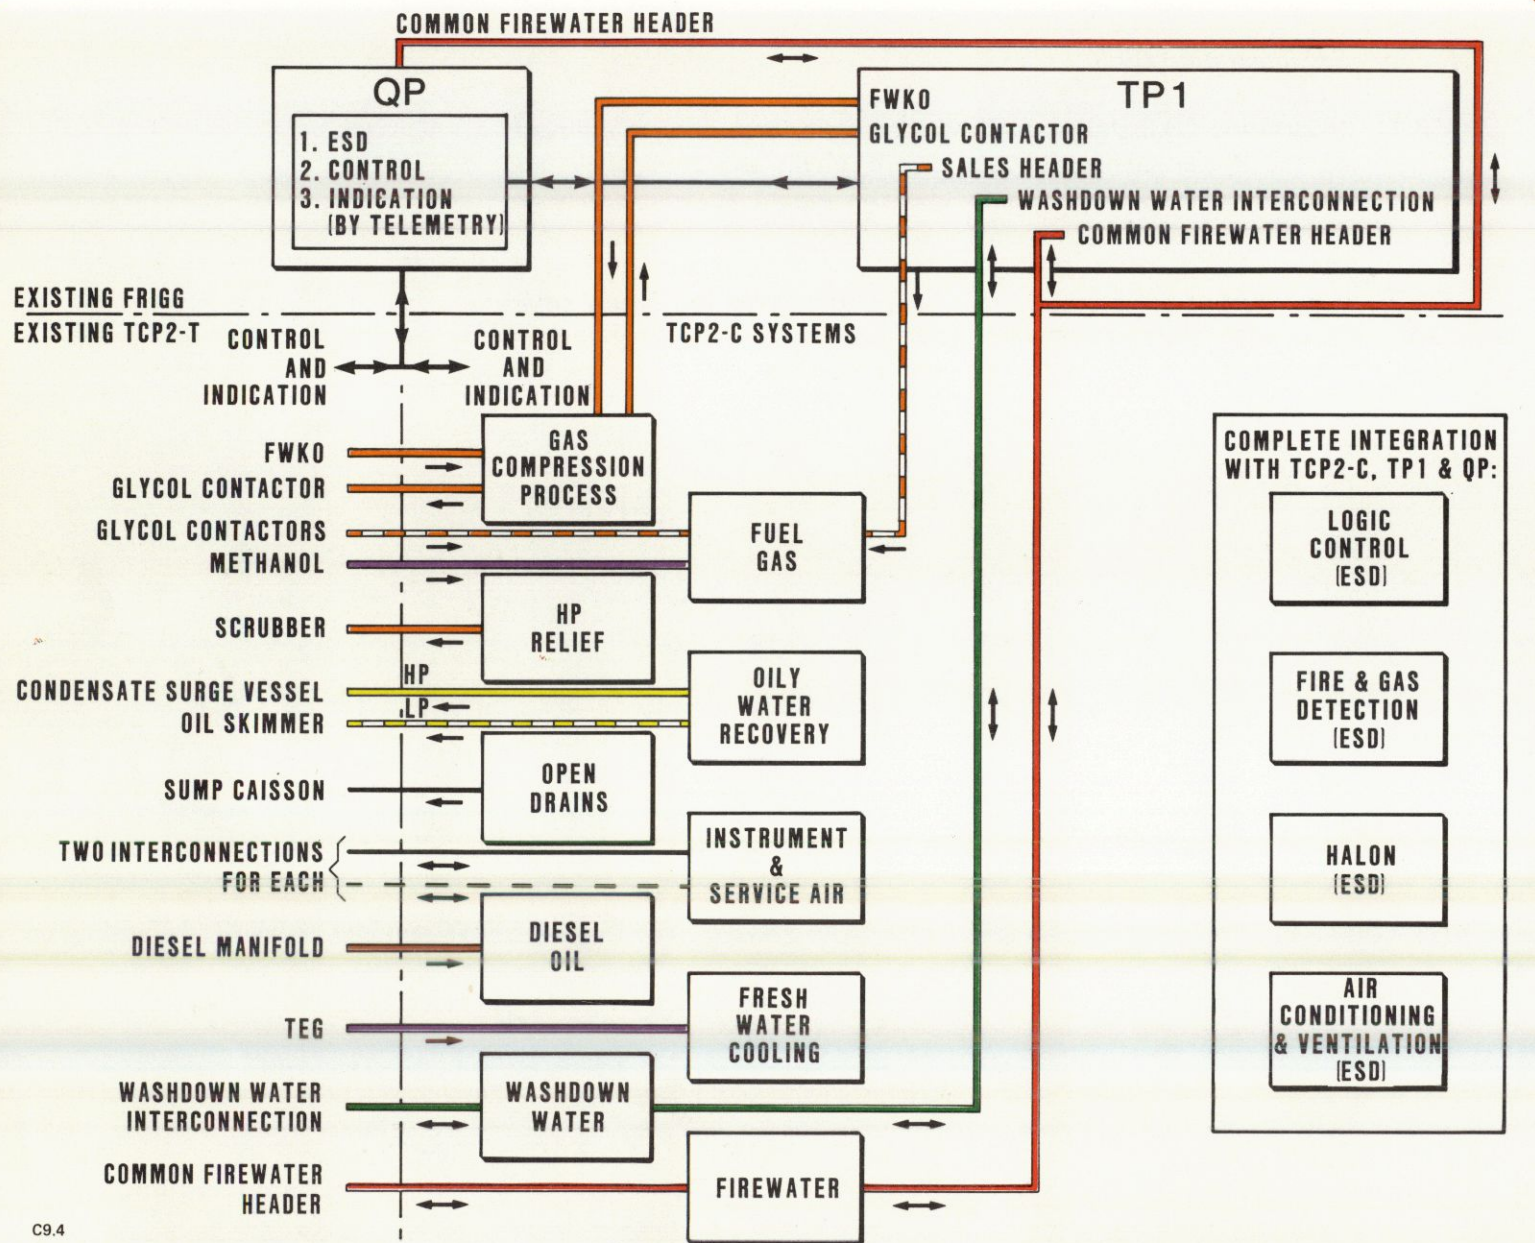 COMMON FIREWATER HEADER
QP
1. ESD
2. CONTROL
3. INDICATION
(BY TELEMETRY)
TP1
FWKO
GLYCOL CONTACTOR
SALES HEADER
WASHDOWN WATER INTERCONNECTION
COMMON FIREWATER HEADER
EXISTING FRIGG
EXISTING TCP2-T
TCP2-C SYSTEMS
CONTROL
AND
INDICATION
CONTROL
AND
INDICATION
FWKO
GLYCOL CONTACTOR
GLYCOL CONTACTORS
METHANOL
SCRUBBER
CONDENSATE SURGE VESSEL
HP
OIL SKIMMER
LP
SUMP CAISSON
TWO INTERCONNECTIONS
FOR EACH
DIESEL MANIFOLD
TEG
WASHDOWN WATER
INTERCONNECTION
COMMON FIREWATER
HEADER
GAS
COMPRESSION
PROCESS
FUEL
GAS
HP
RELIEF
OILY
WATER
RECOVERY
OPEN
DRAINS
INSTRUMENT
&
SERVICE AIR
DIESEL
OIL
FRESH
WATER
COOLING
WASHDOWN
WATER
FIREWATER
COMPLETE INTEGRATION
WITH TCP2-C, TP1 & QP:
LOGIC
CONTROL
(ESD)
FIRE & GAS
DETECTION
(ESD)
HALON
(ESD)
AIR
CONDITIONING
& VENTILATION
(ESD)
C9.4